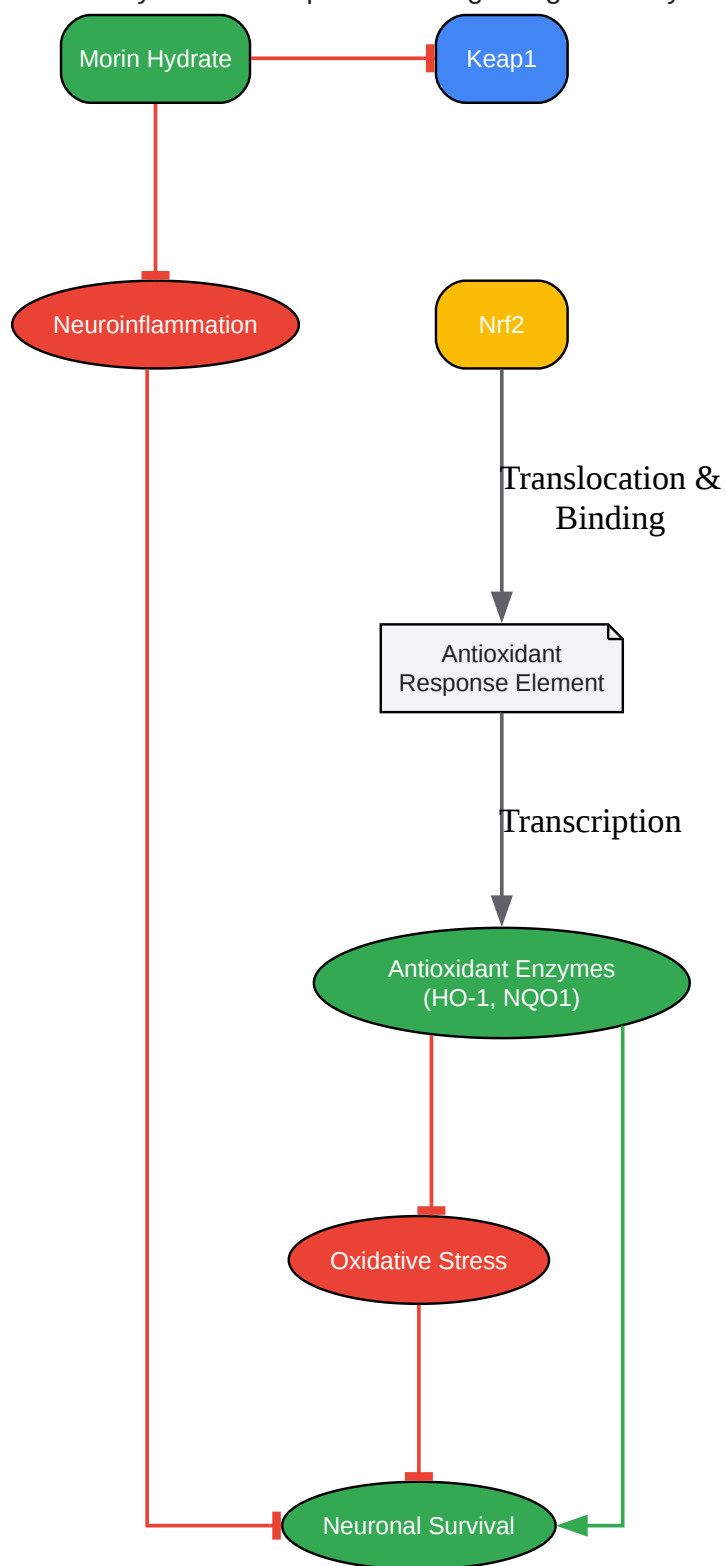 Morin Hydrate
Keap1
Neuroinflammation
Nrf2
Translocation &
Binding
Antioxidant
Response Element
Transcription
Antioxidant Enzymes
(HO-1, NQO1)
Oxidative Stress
Neuronal Survival